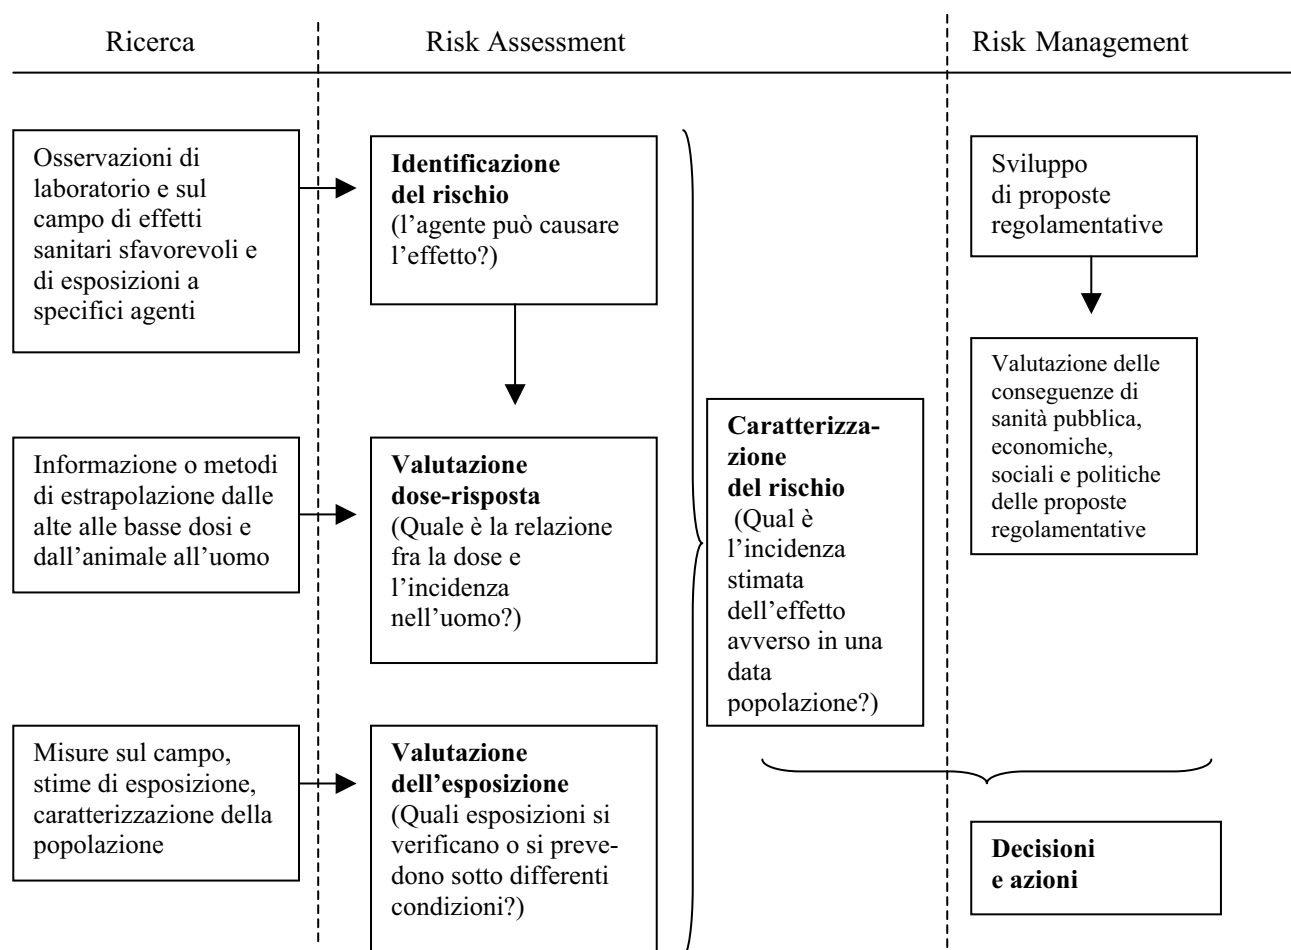 Ricerca
Risk Assessment
Risk Management
Osservazioni di
laboratorio e sul
campo di effetti
sanitari sfavorevoli e
di esposizioni a
specifici agenti
Identificazione
del rischio
(l’agente può causare
l’effetto?)
Informazione o metodi
di estrapolazione dalle
alte alle basse dosi e
dall’animale all’uomo
Valutazione
dose-risposta
(Quale è la relazione
fra la dose e
l’incidenza
nell’uomo?)
Misure sul campo,
stime di esposizione,
caratterizzazione della
popolazione
Valutazione
dell’esposizione
(Quali esposizioni si
verificano o si preve-
dono sotto differenti
condizioni?)
Caratterizza-
zione
del rischio
(Qual è
l’incidenza
stimata
dell’effetto
avverso in una
data
popolazione?)
Sviluppo
di proposte
regolamentative
Valutazione delle
conseguenze di
sanità pubblica,
economiche,
sociali e politiche
delle proposte
regolamentative
Decisioni
e azioni